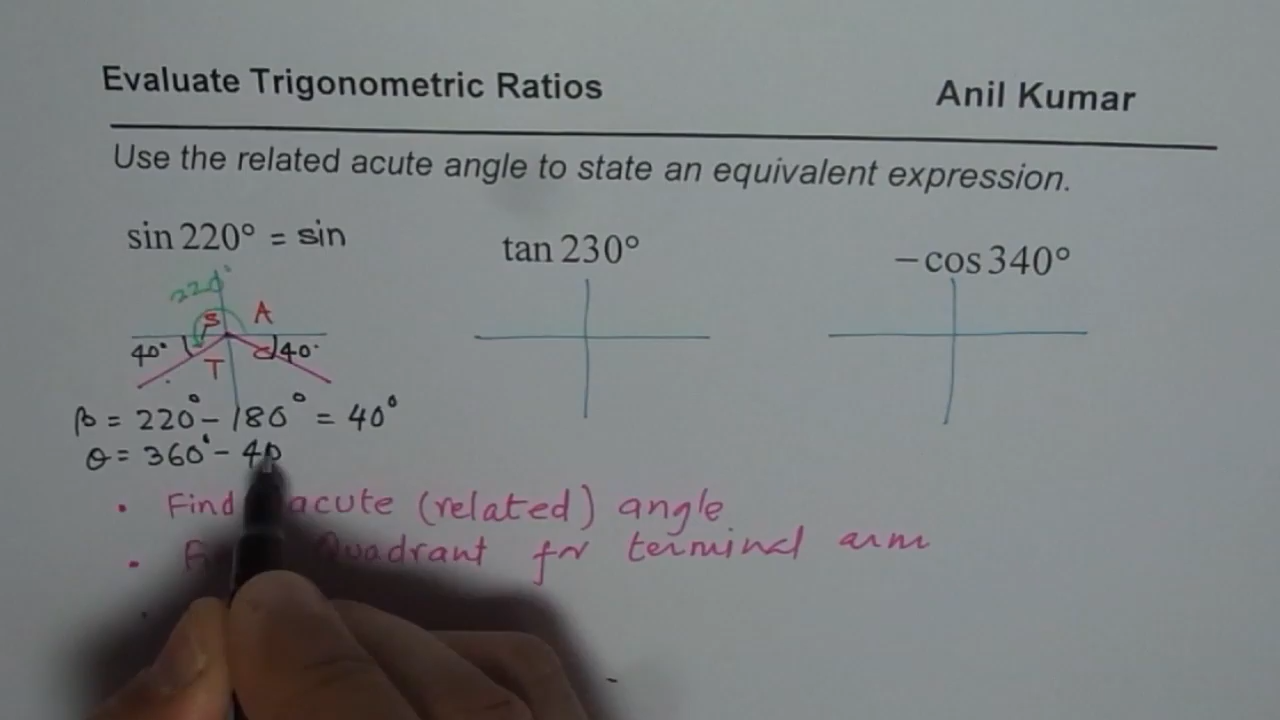 Evaluate Trigonometric Ratios Anil Kumar
Use the related acute angle to state an equivalent expression.
sin 220° = sin
tan 230°
−cos 340°
220°
S A
40° 40°
T
β = 220° − 180° = 40°
θ = 360° − 40
• Find acute (related) angle
• Quadrant for terminal arm